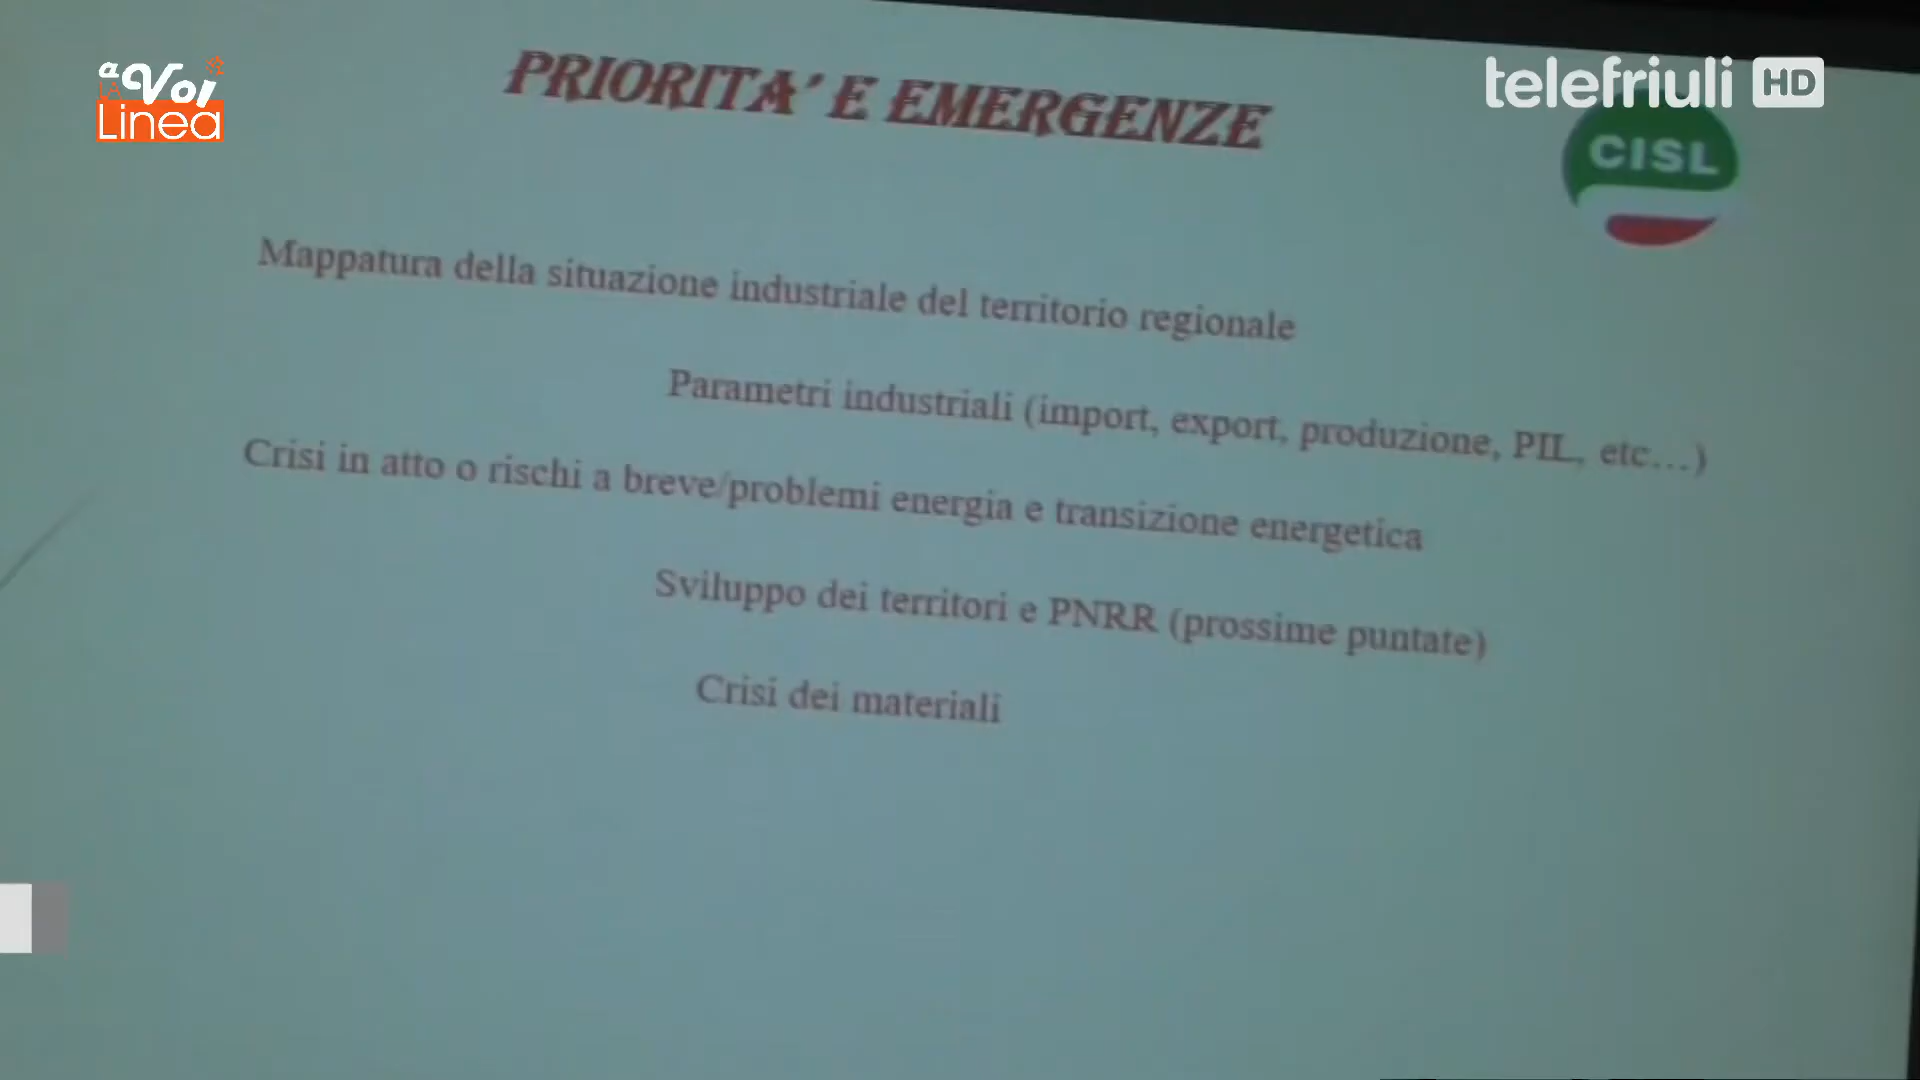 a Voi
LA
Linea
telefriuli HD
PRIORITA' E EMERGENZE
CISL
Mappatura della situazione industriale del territorio regionale
Parametri industriali (import, export, produzione, PIL, etc…)
Crisi in atto o rischi a breve/problemi energia e transizione energetica
Sviluppo dei territori e PNRR (prossime puntate)
Crisi dei materiali